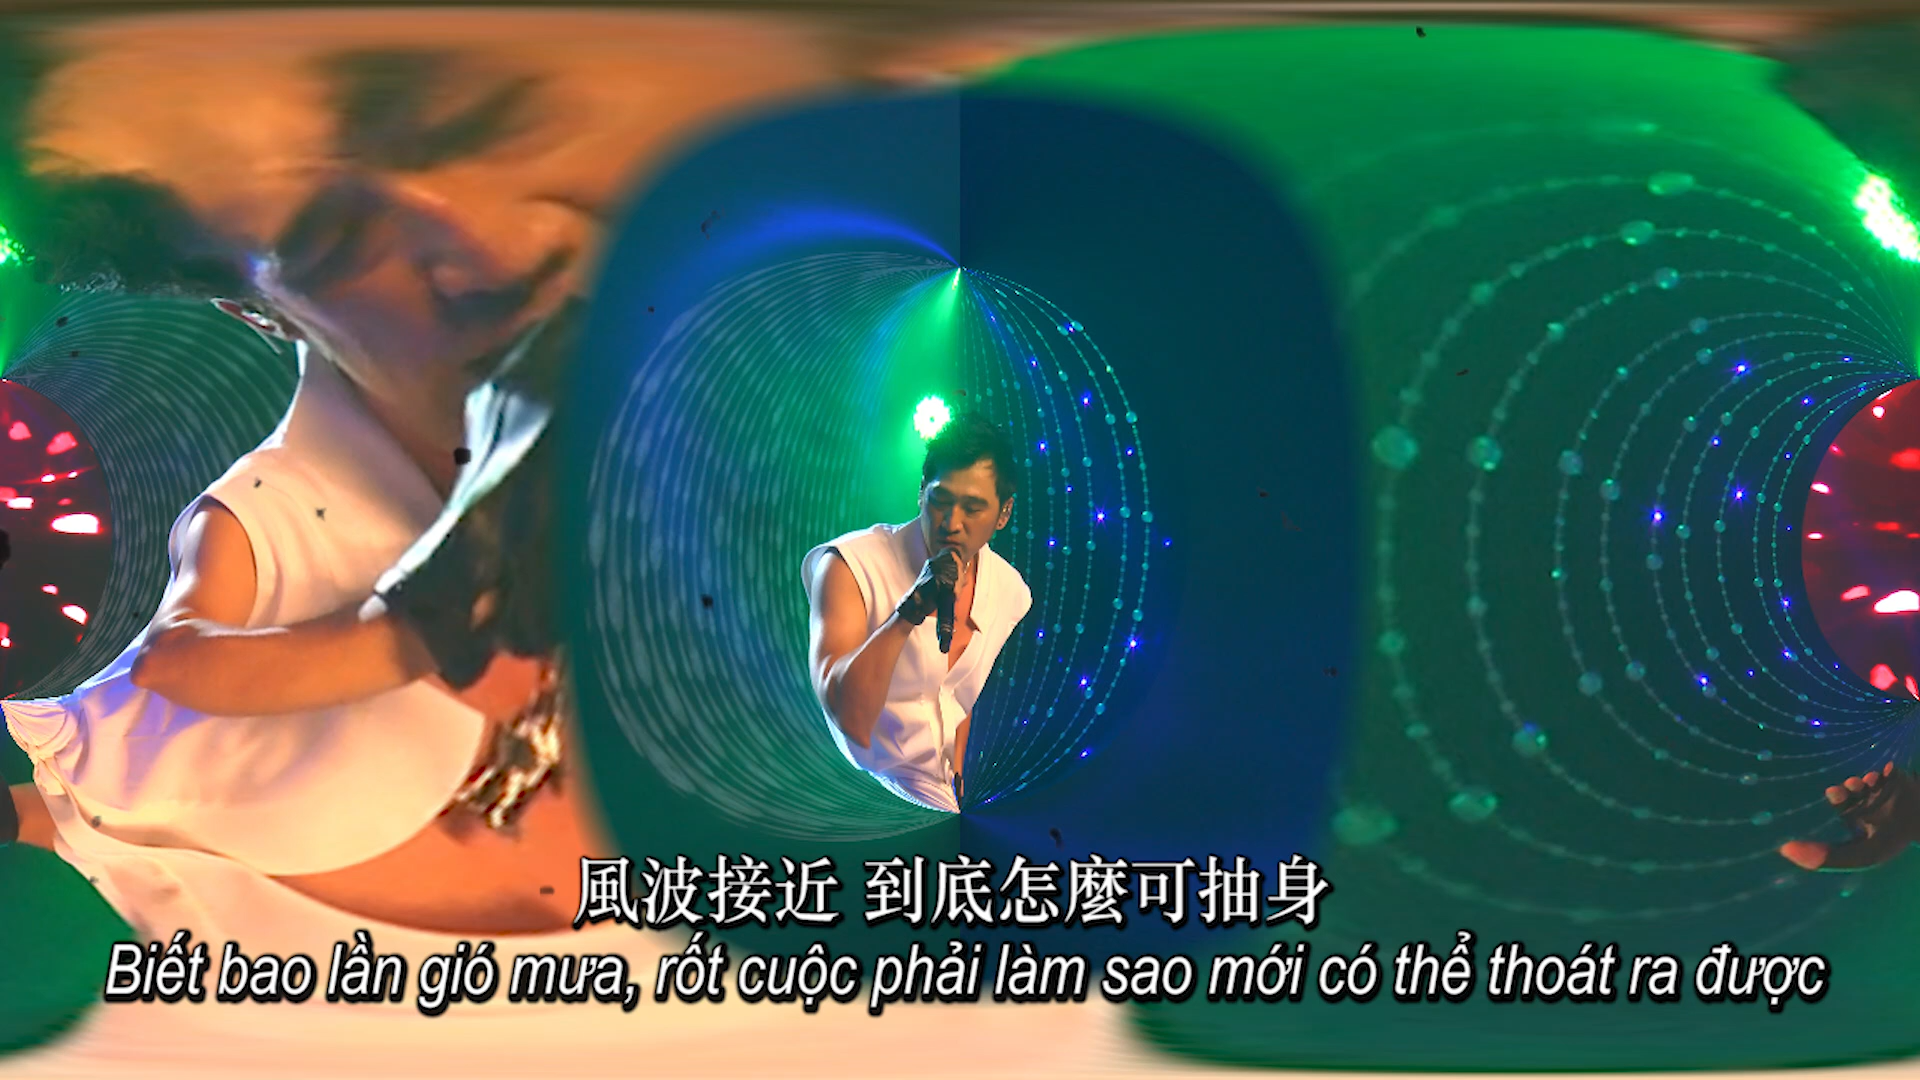 風波接近 到底怎麼可抽身
Biết bao lần gió mưa, rốt cuộc phải làm sao mới có thể thoát ra được